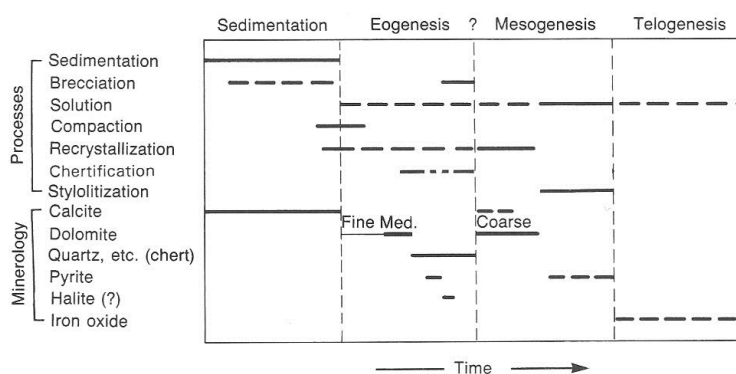 Sedimentation Eogenesis ? Mesogenesis Telogenesis
Processes
Sedimentation
Brecciation
Solution
Compaction
Recrystallization
Chertification
Stylolitization
Minerology
Calcite
Fine Med. Coarse
Dolomite
Quartz, etc. (chert)
Pyrite
Halite (?)
Iron oxide
Time